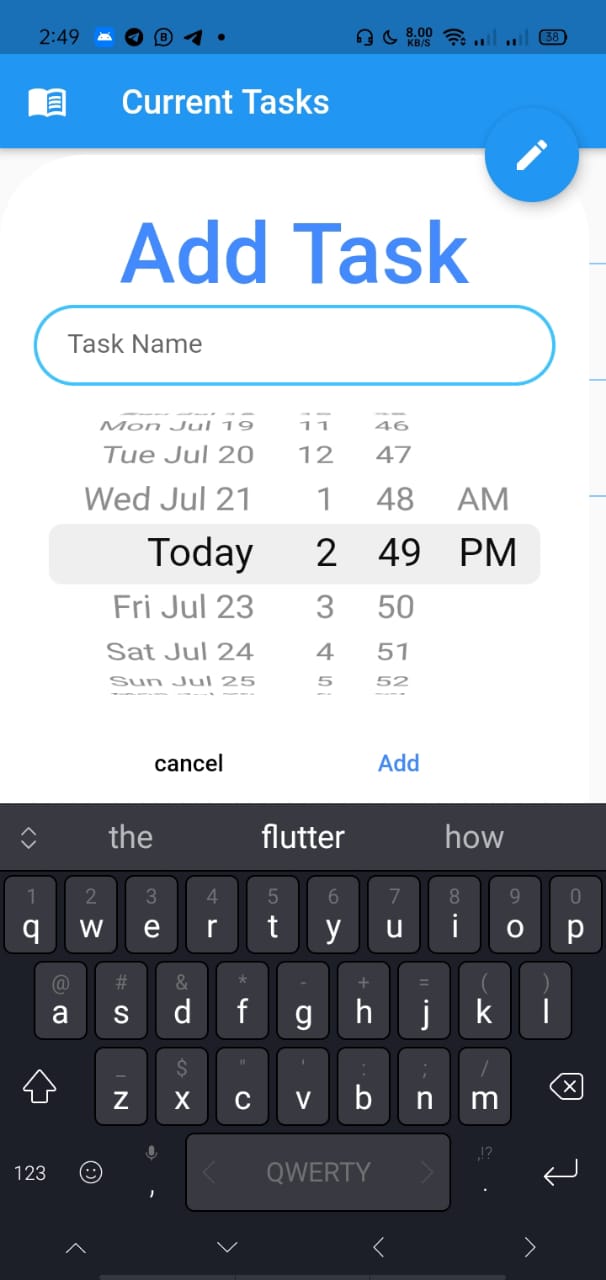 2:49 B 8.00 KB/S 38
Current Tasks
Add Task
Task Name
Mon Jul 19 11 46
Tue Jul 20 12 47
Wed Jul 21 1 48 AM
Today 2 49 PM
Fri Jul 23 3 50
Sat Jul 24 4 51
Sun Jul 25 5 52
cancel Add
the flutter how
1 2 3 4 5 6 7 8 9 0
q w e r t y u i o p
@ # & * - + = ( )
a s d f g h j k l
_ $ " ' : ; /
z x c v b n m
123 , QWERTY ,!? .